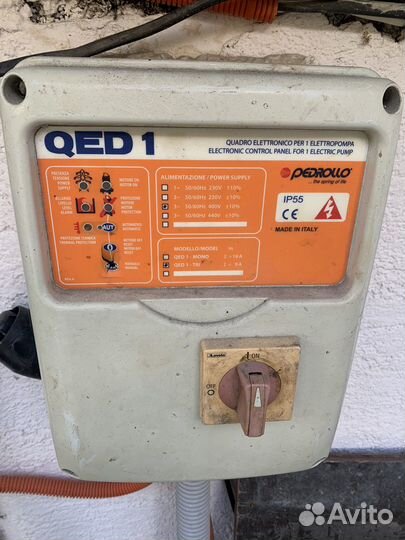 QED 1
QUADRO ELETTRONICO PER 1 ELETTROPOMPA
ELECTRONIC CONTROL PANEL FOR 1 ELECTRIC PUMP
PRESENZA TENSIONE
POWER SUPPLY
MOTORE ON
MOTOR ON
ALLARME LIVELLO
LEVEL ALARM
PROTEZIONE MOTORE
MOTOR PROTECTION
AUTOMATICO
AUTOMATIC
AUT
PROTEZIONE TERMICA
THERMAL PROTECTION
MOTORE OFF RESET
MOTOR OFF RESET
0
MANUALE
MANUAL
ALIMENTAZIONE / POWER SUPPLY
1~ 50/60Hz 230V ±10%
3~ 50/60Hz 230V ±10%
3~ 50/60Hz 400V ±10%
3~ 50/60Hz 440V ±10%
MODELLO/MODEL
QED 1 - MONO
QED 1 - TRI
PEDROLLO
...the spring of life
IP55
CE
MADE IN ITALY
Lovato
I ON
OFF
O
Avito